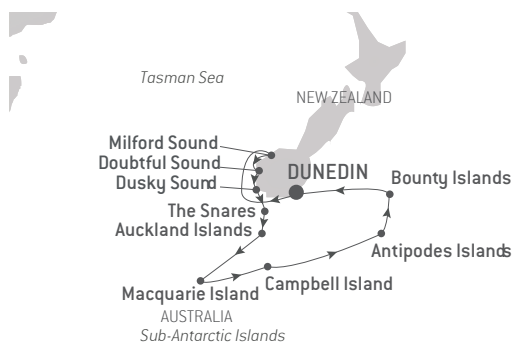 Tasman Sea
NEW ZEALAND
Milford Sound
Doubtful Sound
Dusky Sound
DUNEDIN
Bounty Islands
The Snares
Auckland Islands
Antipodes Islands
Macquarie Island
Campbell Island
AUSTRALIA
Sub-Antarctic Islands